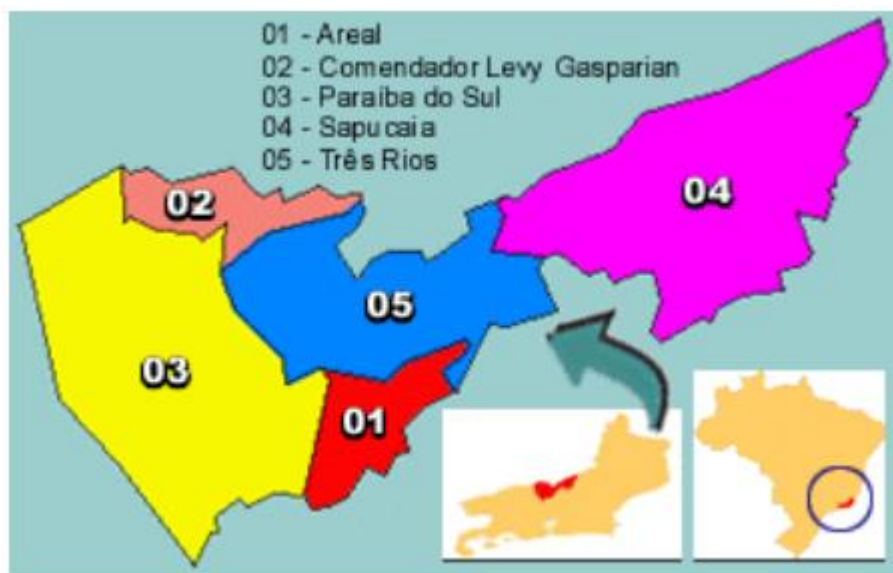 01 - Areal
02 - Comendador Levy Gasparian
03 - Paraíba do Sul
04 - Sapucaia
05 - Três Rios
02
04
05
03
01